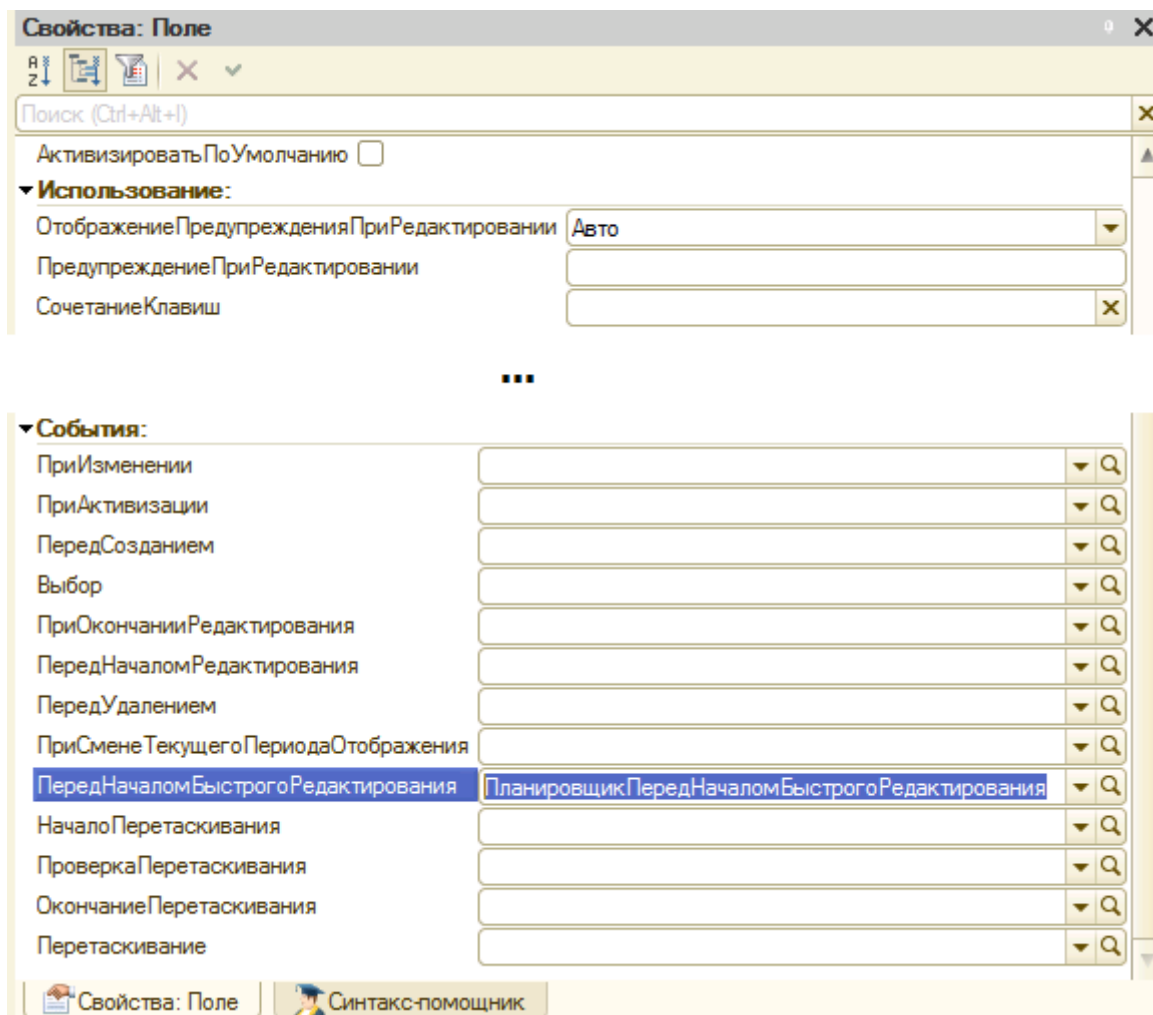 Свойства: Поле
Поиск (Ctrl+Alt+I)
АктивизироватьПоУмолчанию
Использование:
ОтображениеПредупрежденияПриРедактировании Авто
ПредупреждениеПриРедактировании
СочетаниеКлавиш
...
События:
ПриИзменении
ПриАктивизации
ПередСозданием
Выбор
ПриОкончанииРедактирования
ПередНачаломРедактирования
ПередУдалением
ПриСменеТекущегоПериодаОтображения
ПередНачаломБыстрогоРедактирования ПланировщикПередНачаломБыстрогоРедактирования
НачалоПеретаскивания
ПроверкаПеретаскивания
ОкончаниеПеретаскивания
Перетаскивание
Свойства: Поле Синтакс-помощник